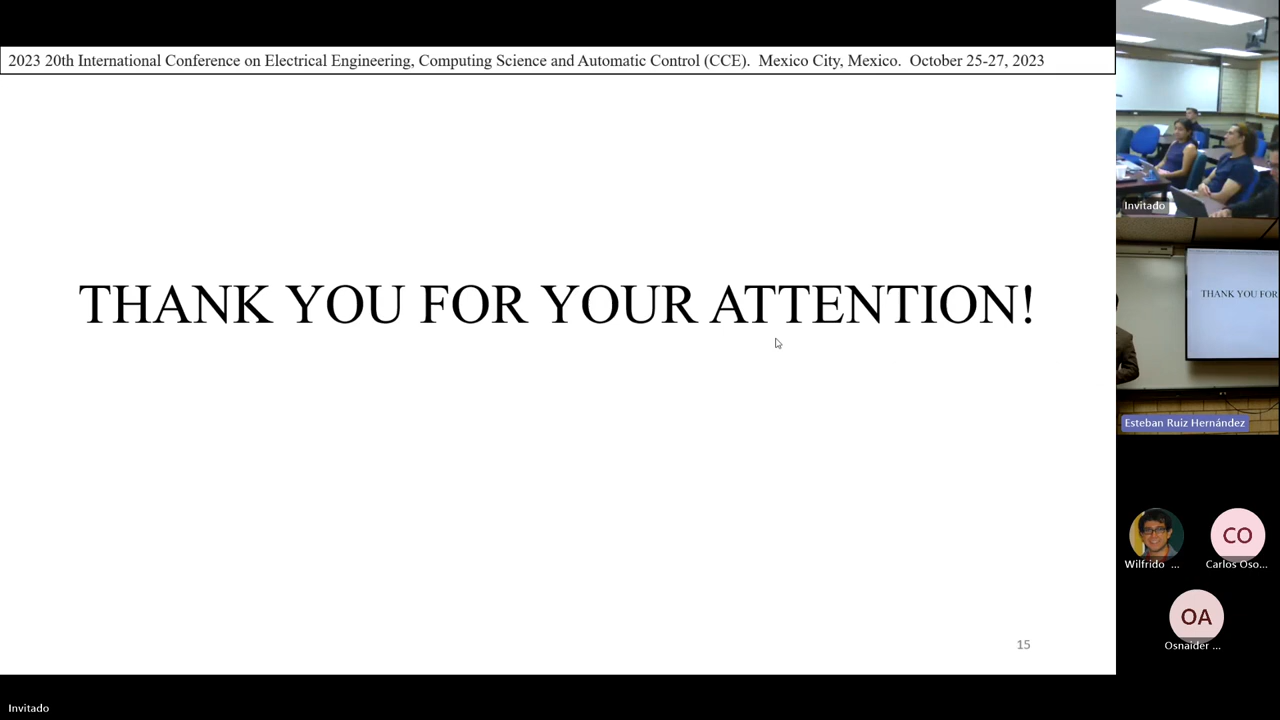 2023 20th International Conference on Electrical Engineering, Computing Science and Automatic Control (CCE). Mexico City, Mexico. October 25-27, 2023
THANK YOU FOR YOUR ATTENTION!
15
Invitado
Invitado
THANK YOU FOR
Esteban Ruíz Hernández
CO
Wilfrido ...
Carlos Oso...
OA
Osnaider ...